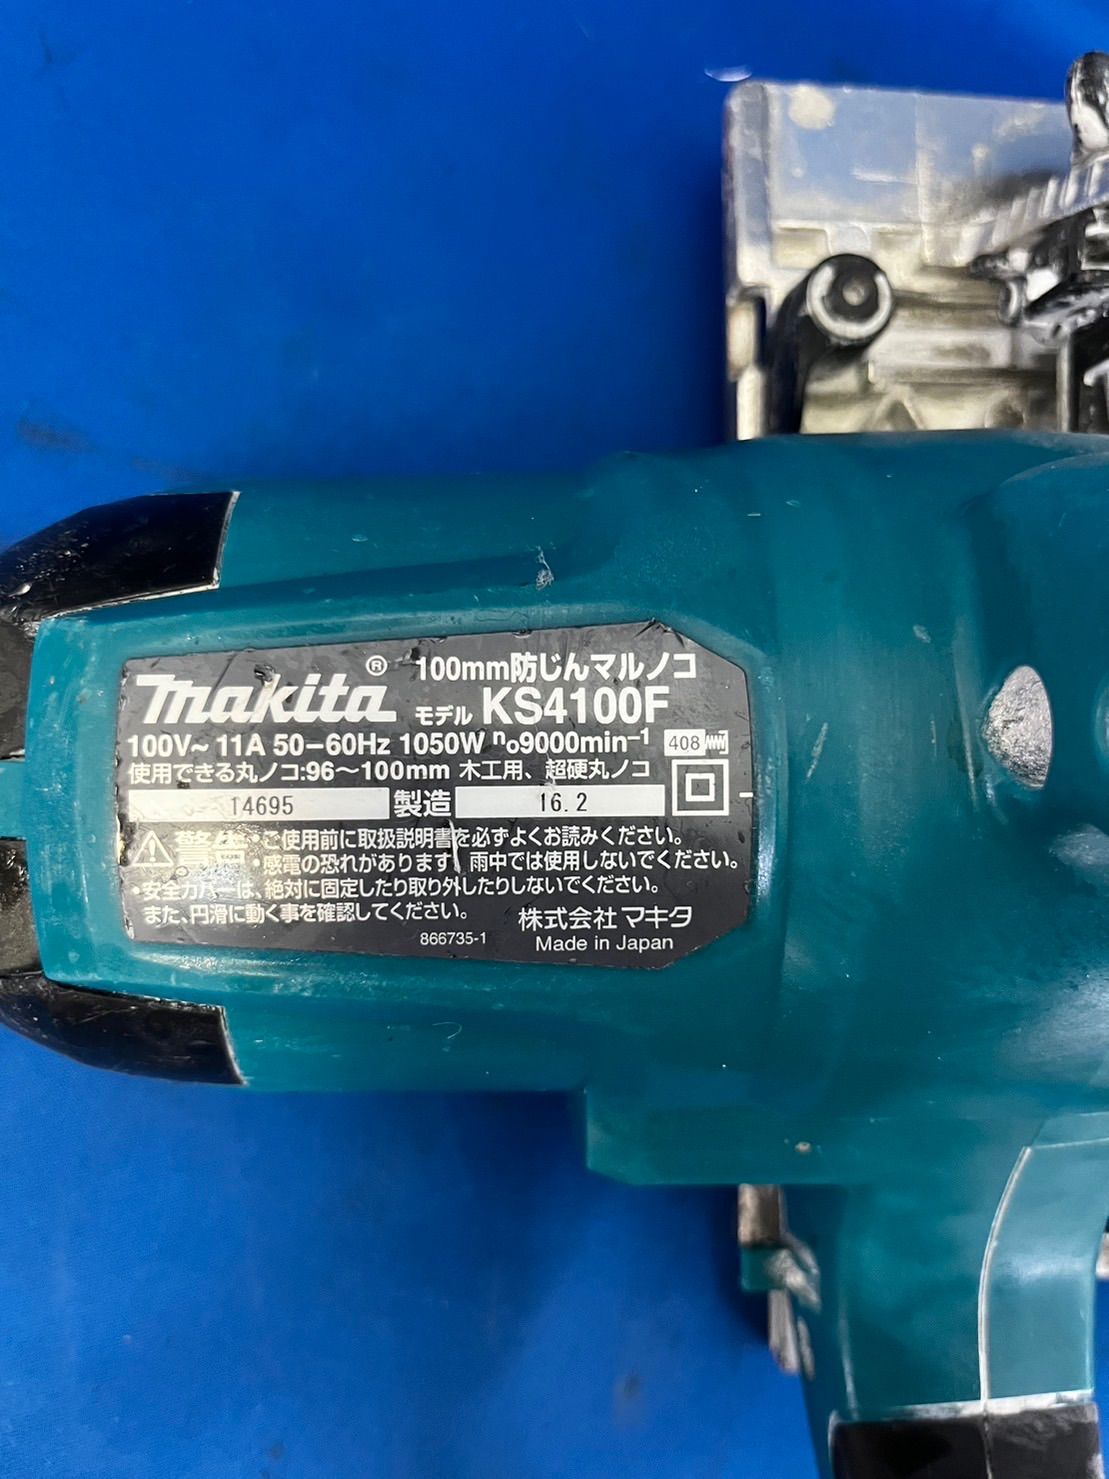 makita® 100mm防じんマルノコ
モデル KS4100F
100V~ 11A 50-60Hz 1050W n₀9000min⁻¹ 408
使用できる丸ノコ:96～100mm 木工用、超硬丸ノコ
14695 製造 16.2
・ご使用前に取扱説明書を必ずよくお読みください。
・感電の恐れがあります 雨中では使用しないでください。
・安全カバーは、絶対に固定したり取り外したりしないでください。
また、円滑に動く事を確認してください。
株式会社 マキタ
866735-1 Made in Japan